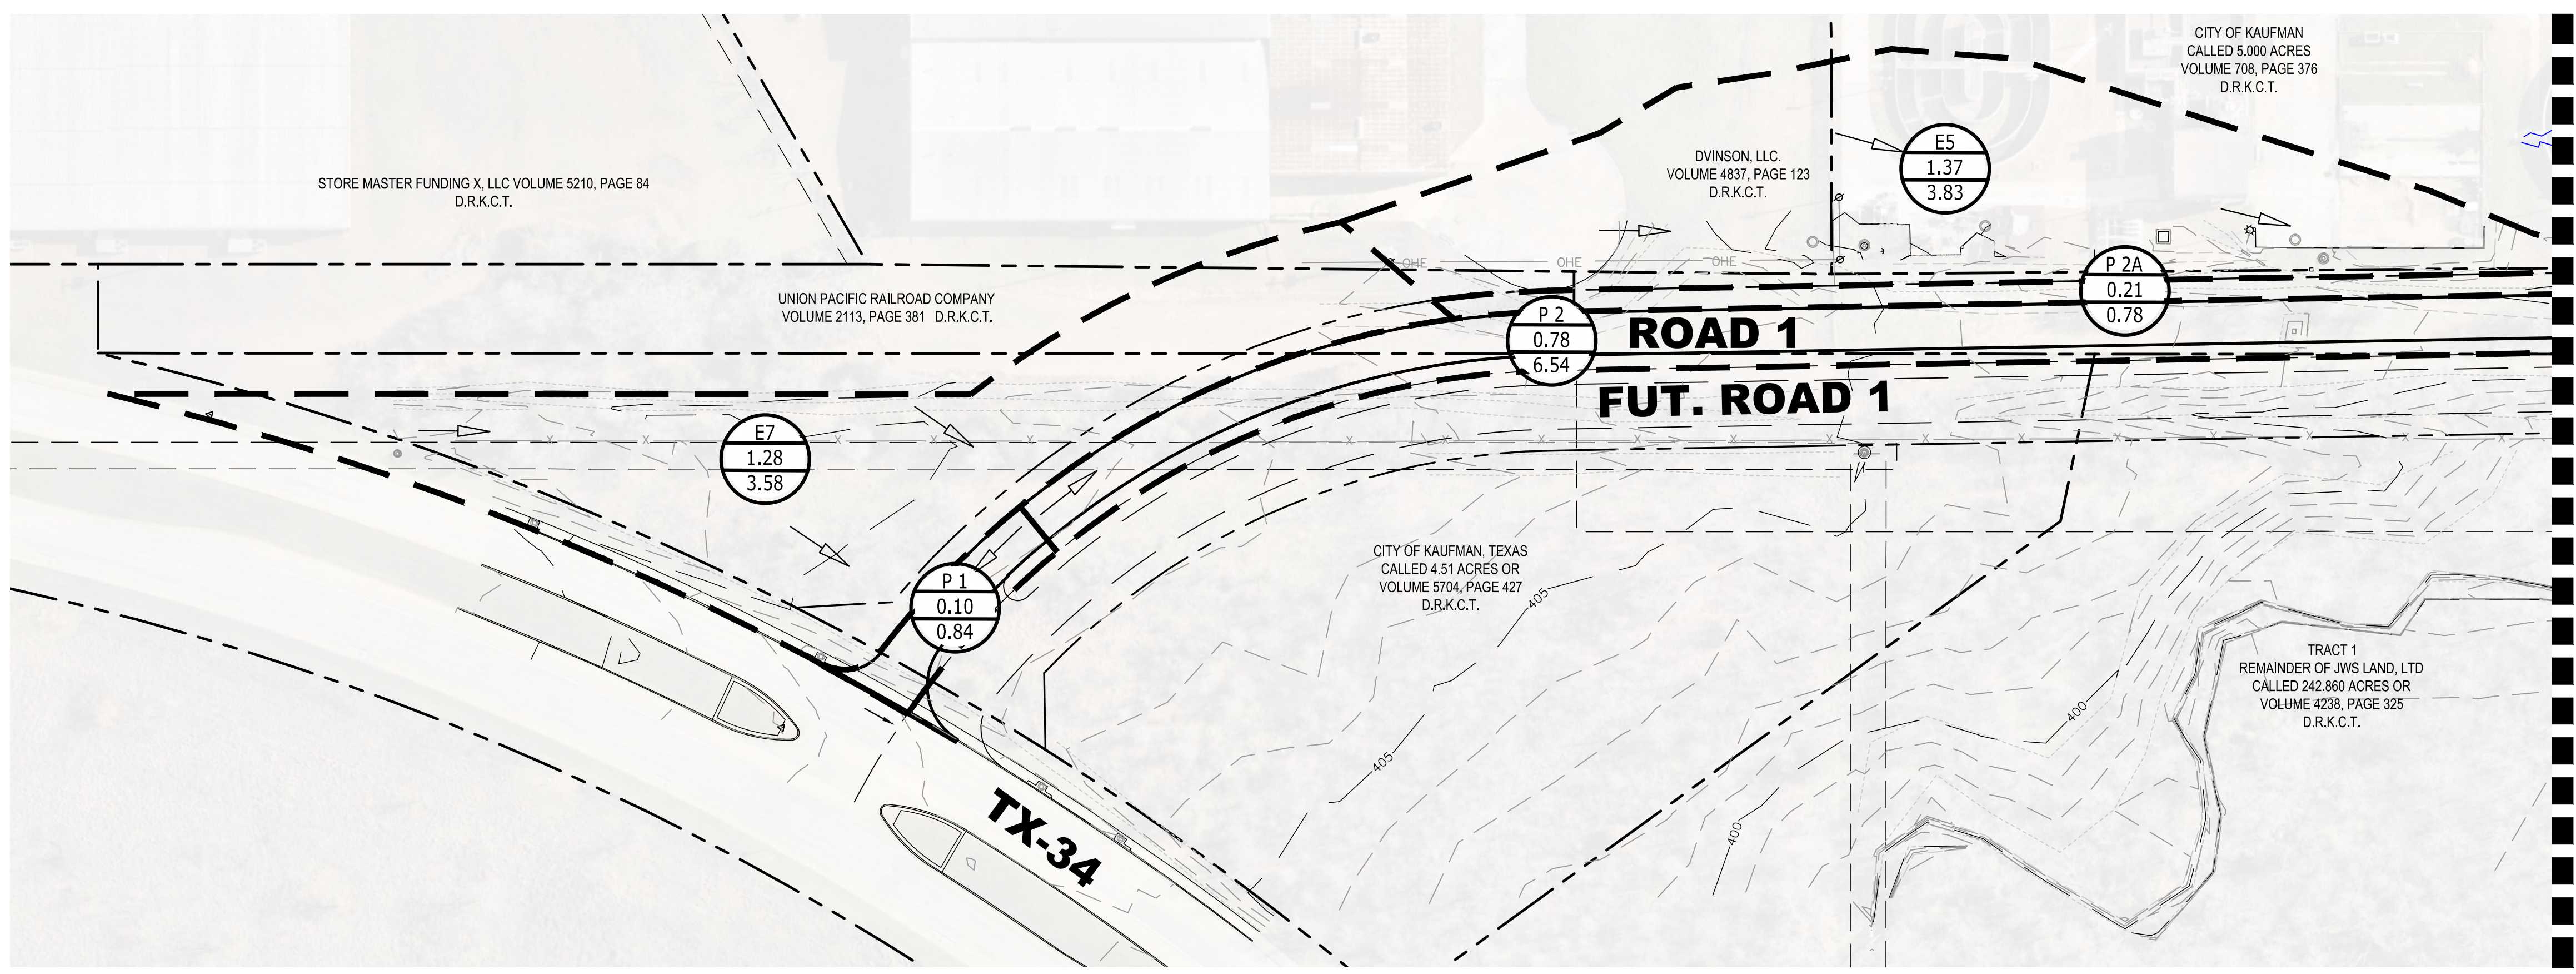 CITY OF KAUFMAN
CALLED 5.000 ACRES
VOLUME 708, PAGE 376
D.R.K.C.T.
E5
1.37
3.83
DVINSON, LLC.
VOLUME 4837, PAGE 123
D.R.K.C.T.
STORE MASTER FUNDING X, LLC VOLUME 5210, PAGE 84
D.R.K.C.T.
OHE
OHE
OHE
P 2A
0.21
0.78
UNION PACIFIC RAILROAD COMPANY
VOLUME 2113, PAGE 381 D.R.K.C.T.
P 2
0.78
6.54
ROAD 1
FUT. ROAD 1
E7
1.28
3.58
P 1
0.10
0.84
CITY OF KAUFMAN, TEXAS
CALLED 4.51 ACRES OR
VOLUME 5704, PAGE 427
D.R.K.C.T.
405
TRACT 1
REMAINDER OF JWS LAND, LTD
CALLED 242.860 ACRES OR
VOLUME 4238, PAGE 325
D.R.K.C.T.
400
405
400
TX-34